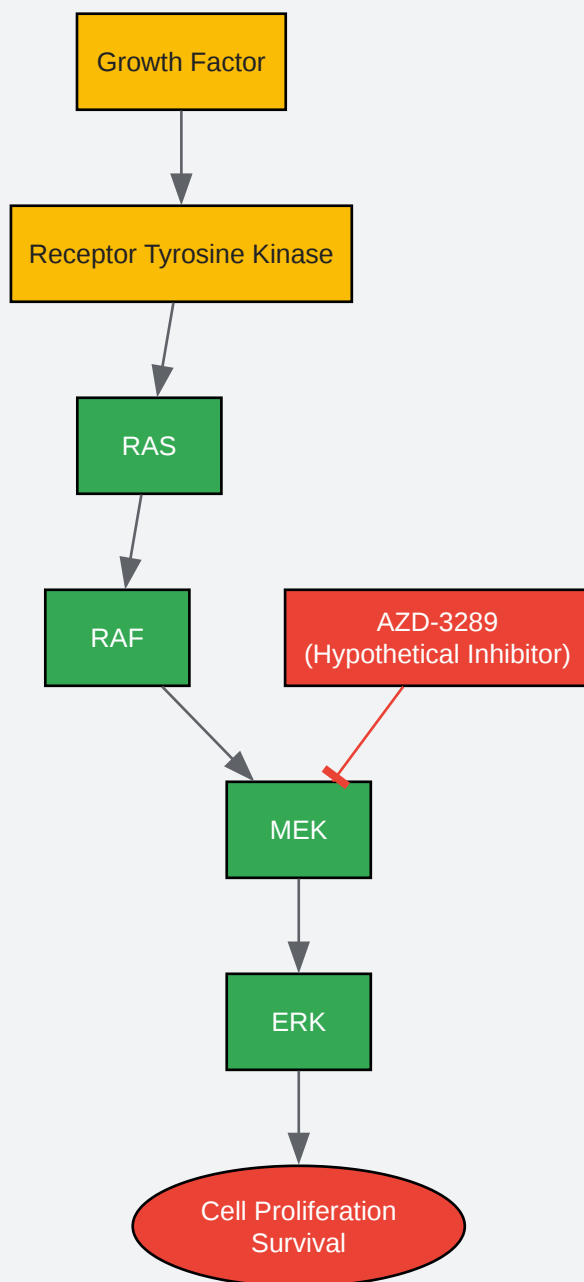 Growth Factor
Receptor Tyrosine Kinase
RAS
RAF
AZD-3289
(Hypothetical Inhibitor)
MEK
ERK
Cell Proliferation
Survival